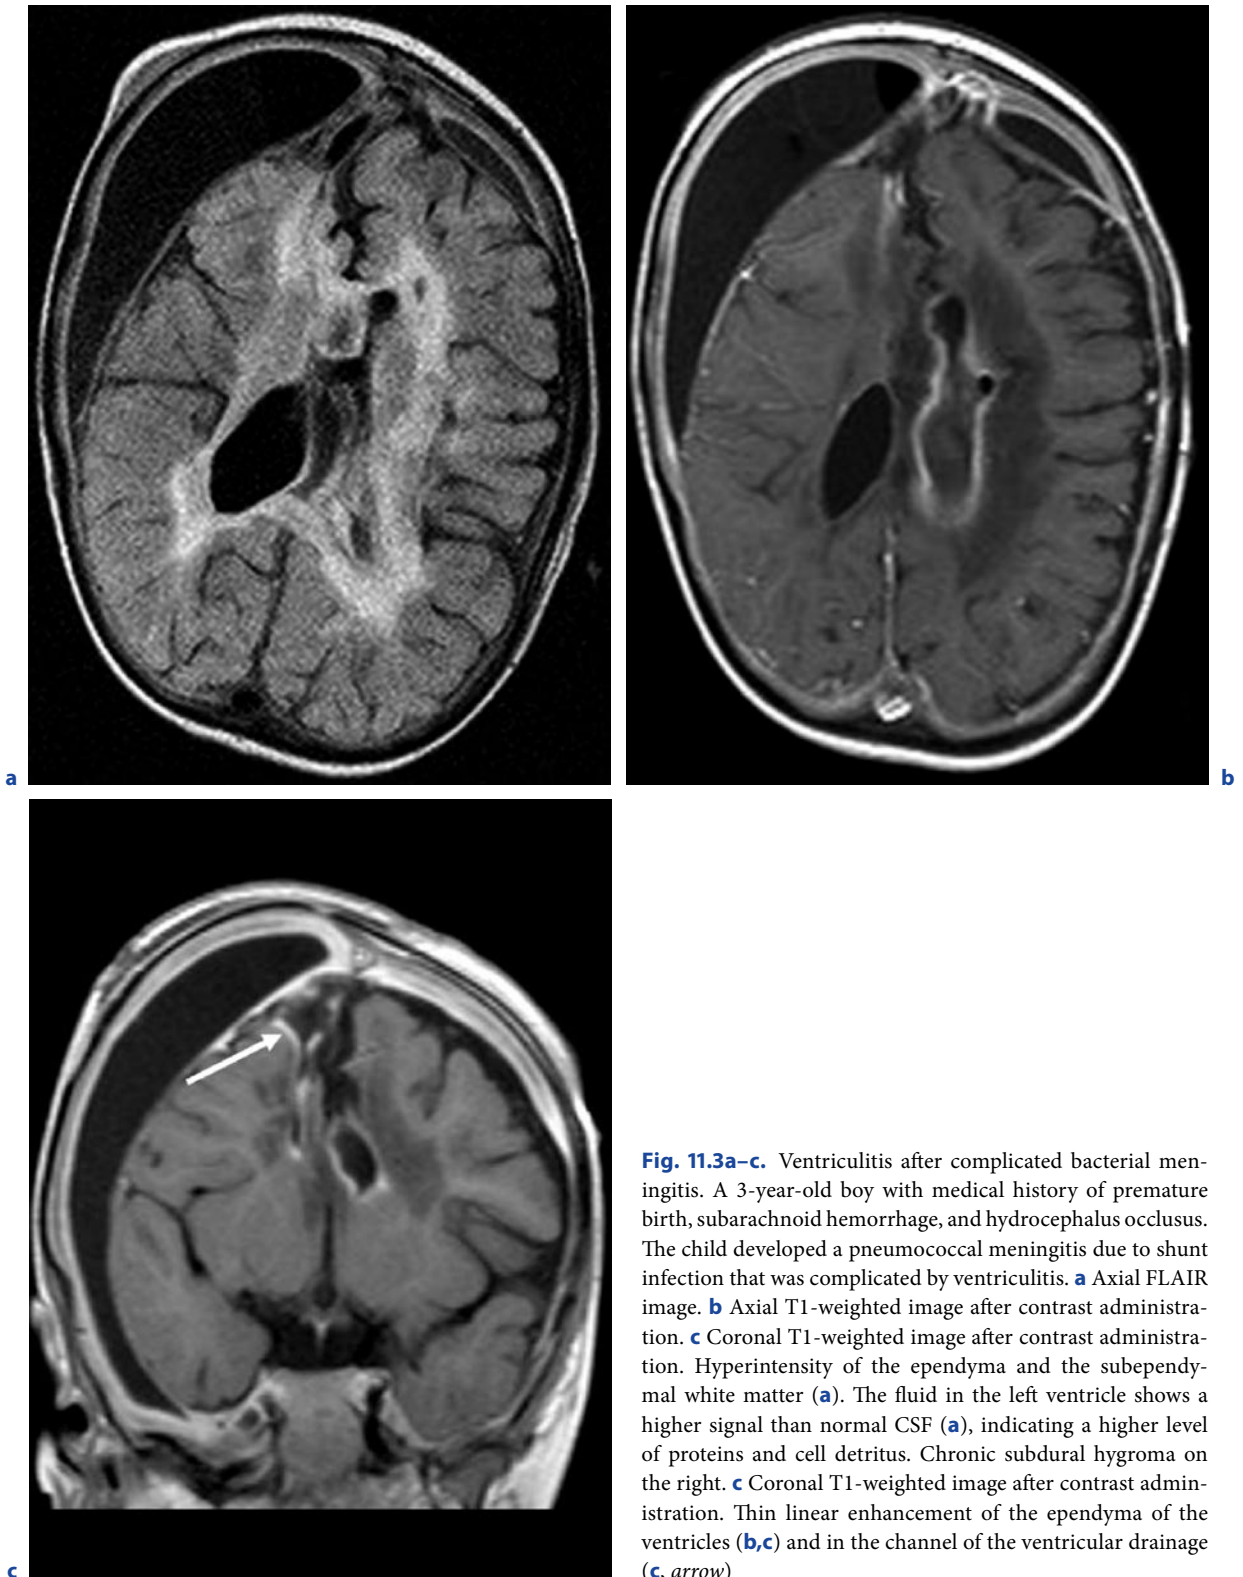 a
b
c
Fig. 11.3a–c. Ventriculitis after complicated bacterial men-
ingitis. A 3-year-old boy with medical history of premature
birth, subarachnoid hemorrhage, and hydrocephalus occlusus.
The child developed a pneumococcal meningitis due to shunt
infection that was complicated by ventriculitis. a Axial FLAIR
image. b Axial T1-weighted image after contrast administra-
tion. c Coronal T1-weighted image after contrast administra-
tion. Hyperintensity of the ependyma and the subependy-
mal white matter (a). The fluid in the left ventricle shows a
higher signal than normal CSF (a), indicating a higher level
of proteins and cell detritus. Chronic subdural hygroma on
the right. c Coronal T1-weighted image after contrast admin-
istration. Thin linear enhancement of the ependyma of the
ventricles (b,c) and in the channel of the ventricular drainage
(c, arrow)